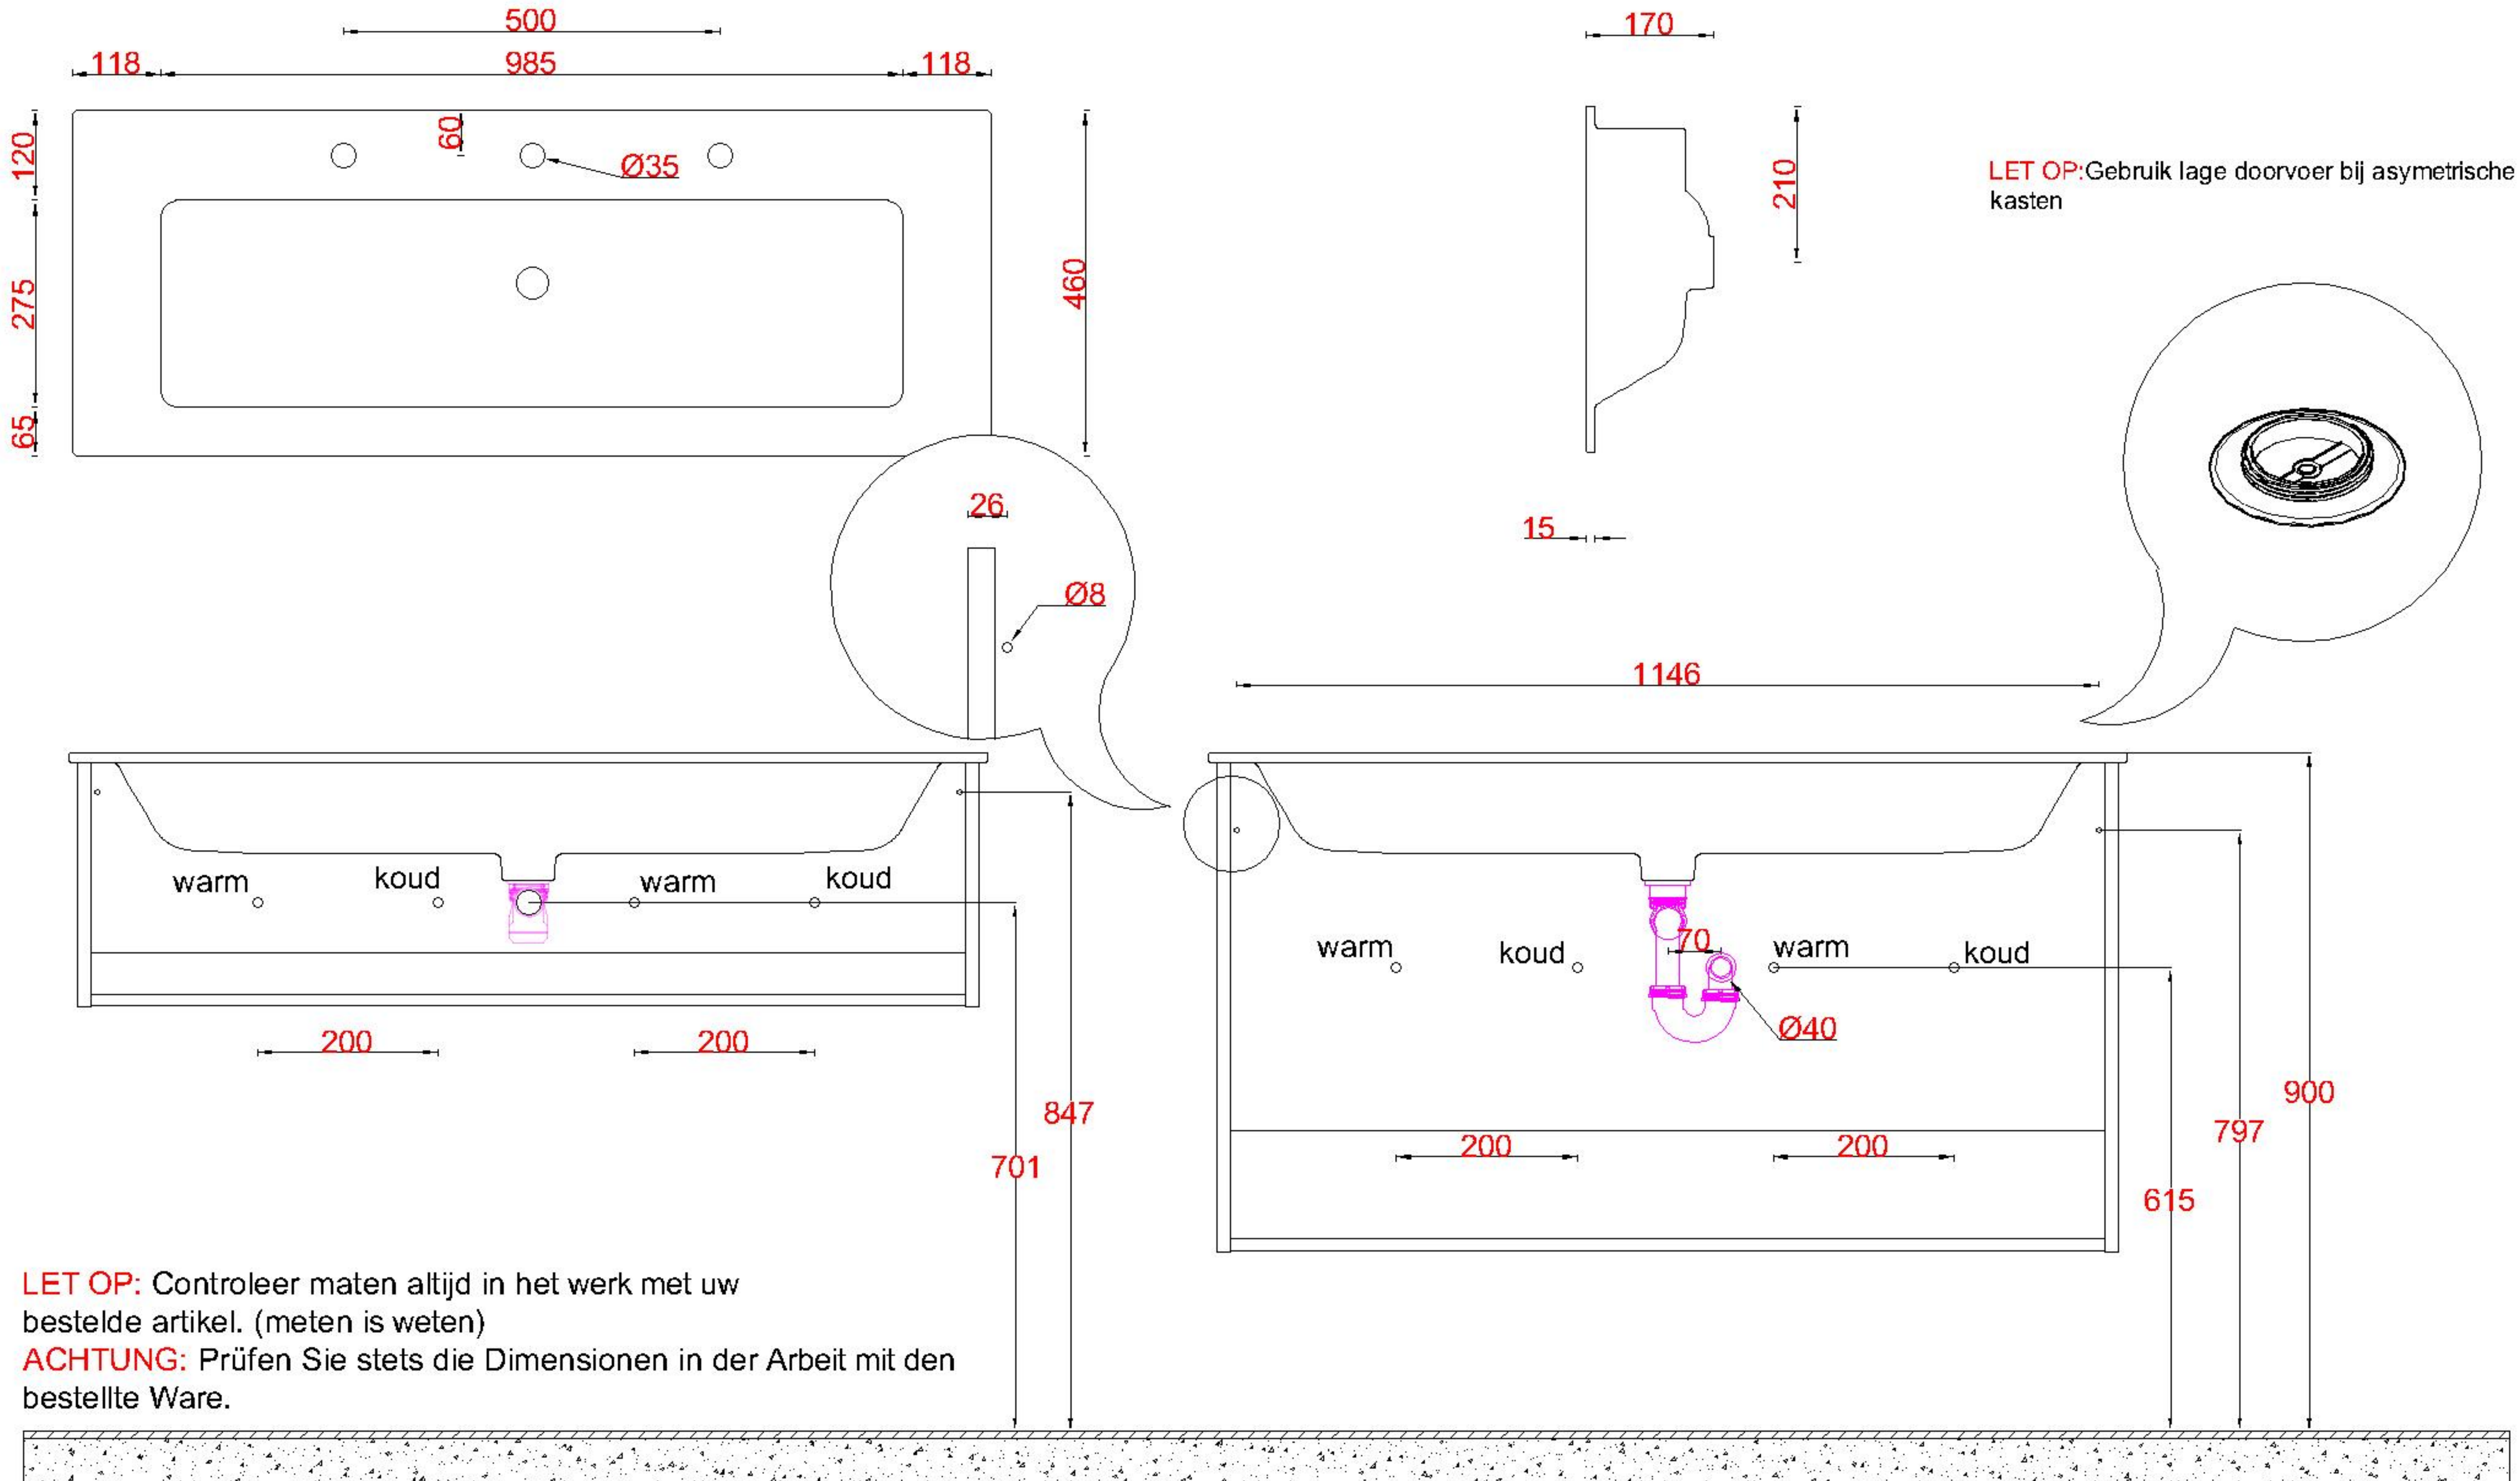 500
170
118
985
118
120
60
Ø35
210
LET OP:Gebruik lage doorvoer bij asymetrische
kasten
275
460
65
26
15
Ø8
1146
warm
koud
warm
koud
warm
koud
70
warm
koud
Ø40
200
200
847
900
797
701
200
200
615
LET OP: Controleer maten altijd in het werk met uw
bestelde artikel. (meten is weten)
ACHTUNG: Prüfen Sie stets die Dimensionen in der Arbeit mit den
bestellte Ware.